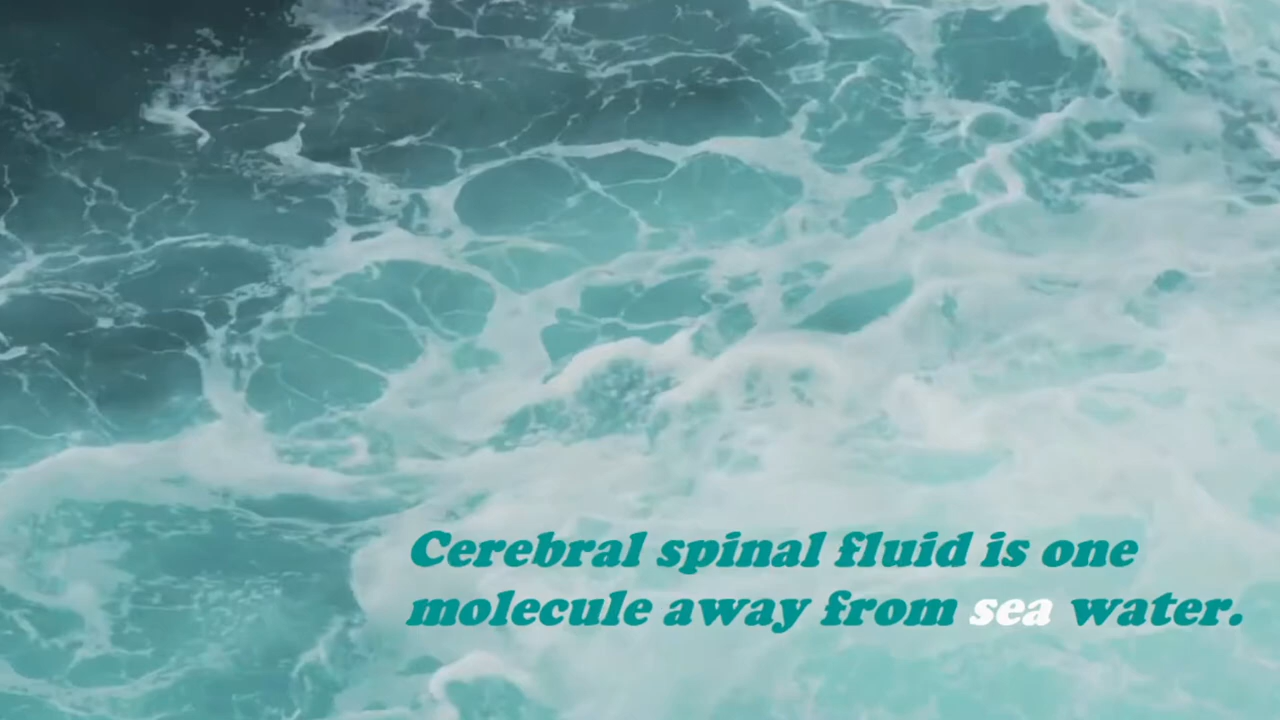 Cerebral spinal fluid is one
molecule away from sea water.